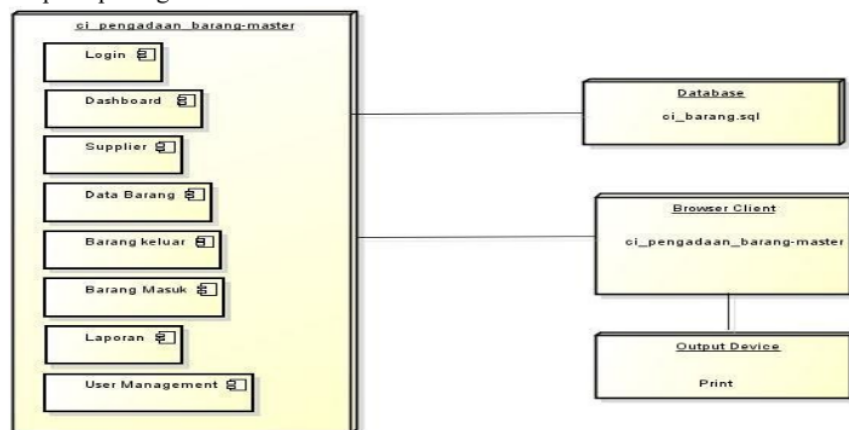 ci_pengadaan_barang-master
Login
Dashboard
Supplier
Data Barang
Barang keluar
Barang Masuk
Laporan
User Management
Database
ci_barang.sql
Browser Client
ci_pengadaan_barang-master
Output Device
Print